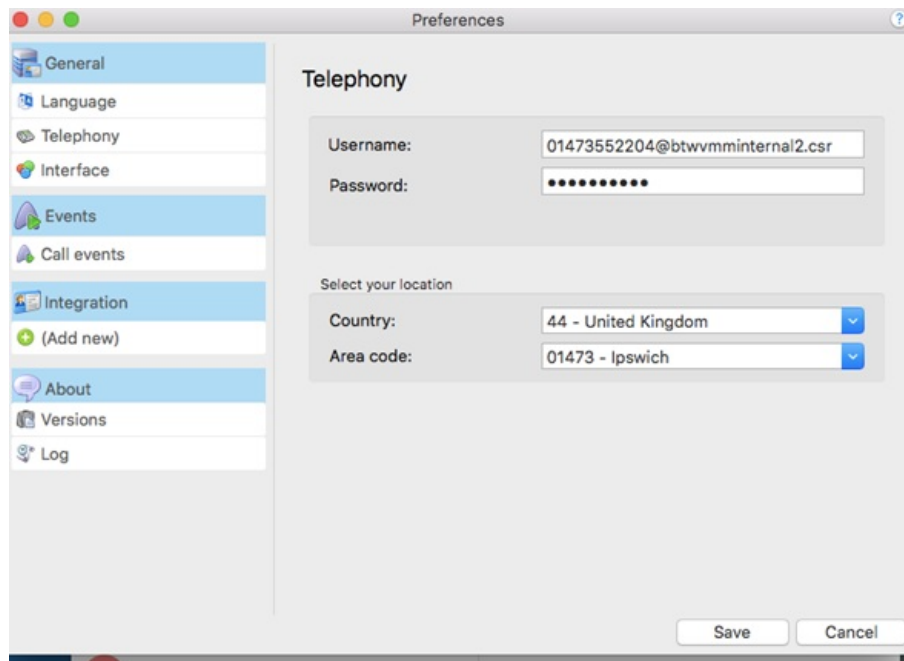 Preferences
?
General
Language
Telephony
Interface
Events
Call events
Integration
(Add new)
About
Versions
Log
Telephony
Username: 01473552204@btwvmminternal2.csr
Password: ••••••••••
Select your location
Country: 44 - United Kingdom
Area code: 01473 - Ipswich
Save Cancel